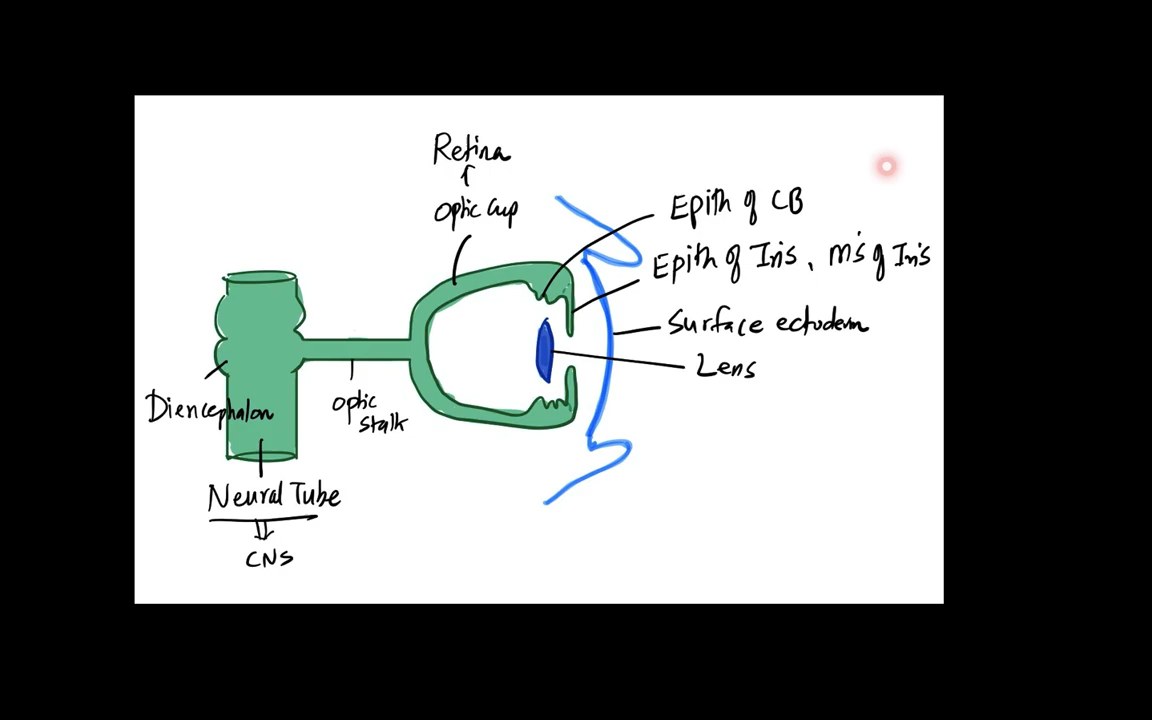 Retina
Optic Cup
Epith of CB
Epith of Iris, M's of Iris
Surface ectoderm
Lens
Diencephalon
Optic
Stalk
Neural Tube
CNS